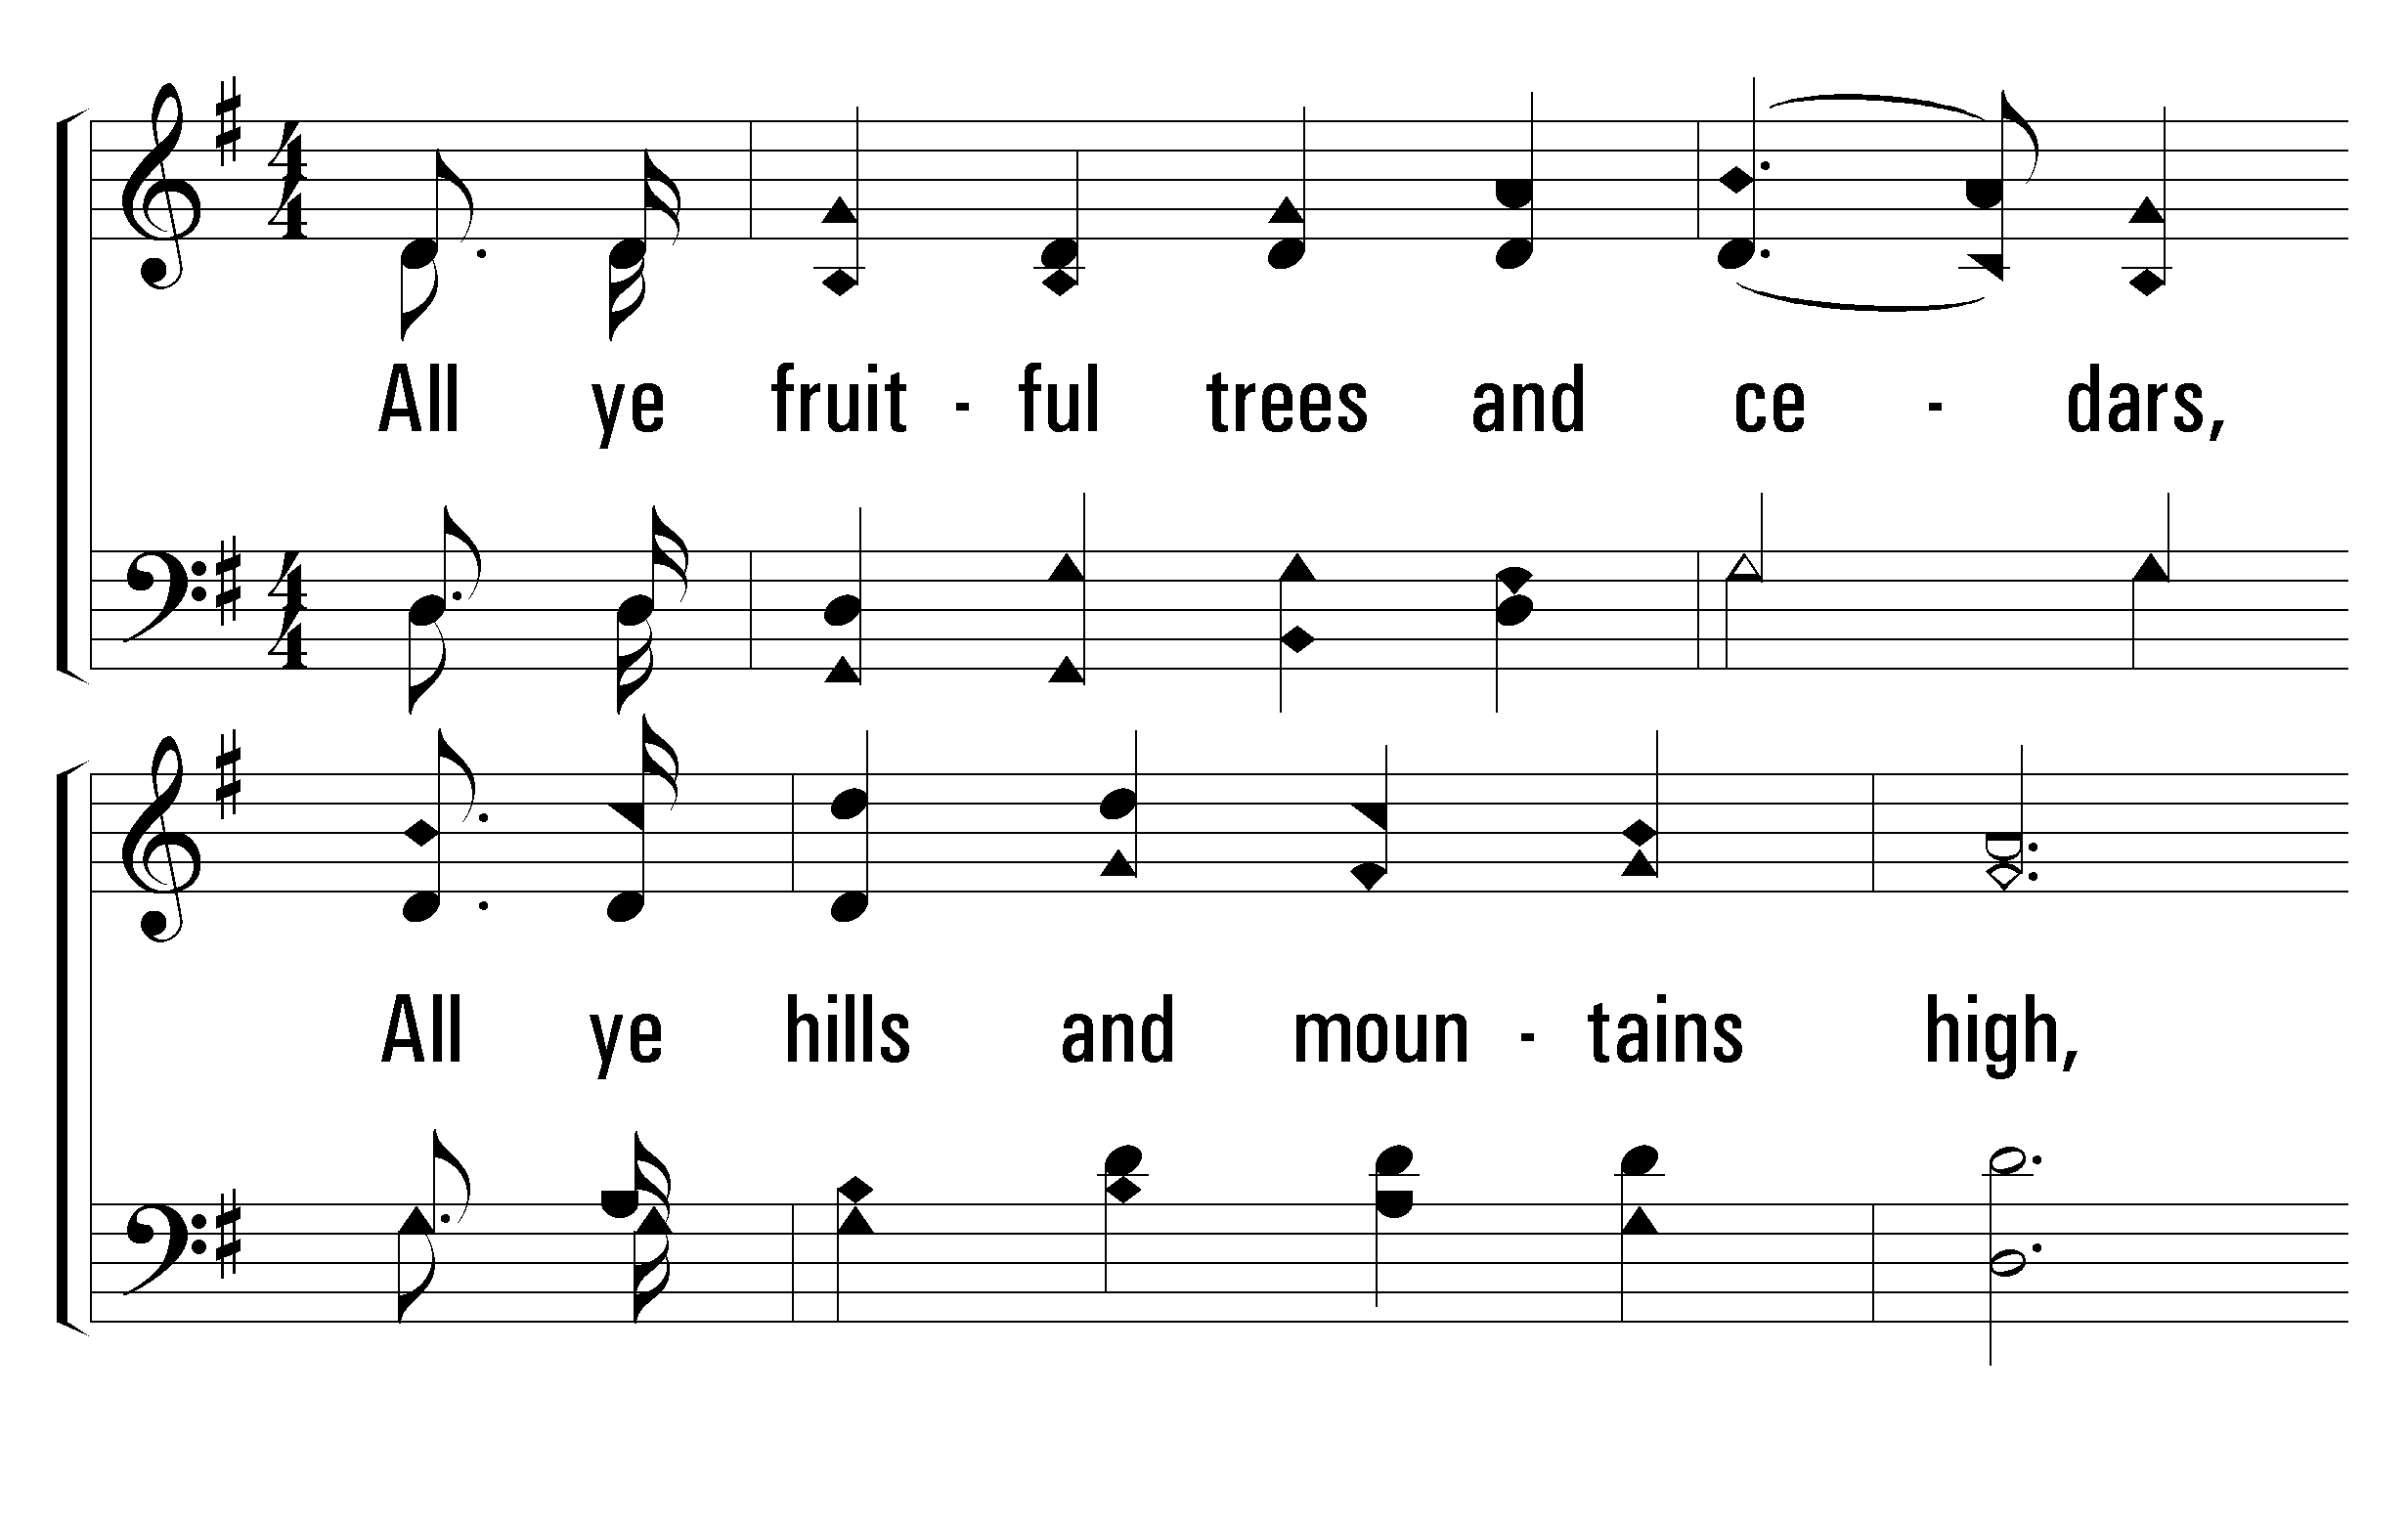 All ye fruit - ful trees and ce - dars,
All ye hills and moun - tains high,